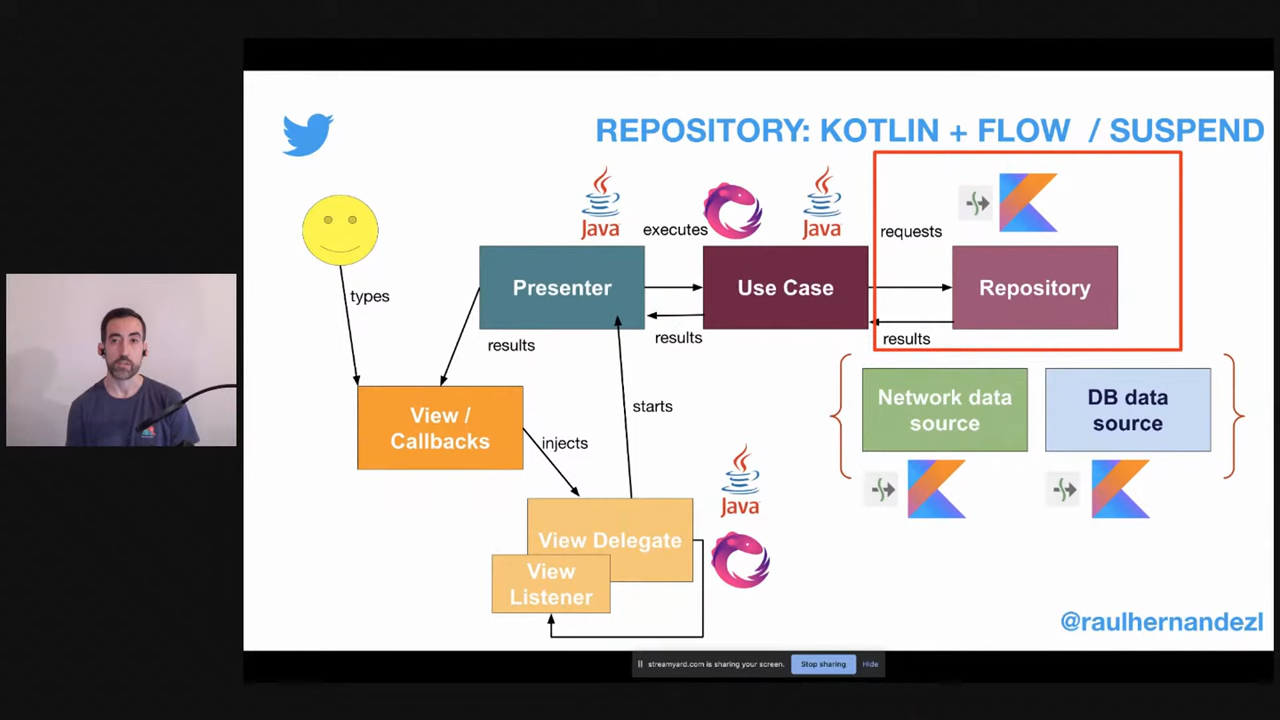 REPOSITORY: KOTLIN + FLOW / SUSPEND
Java
executes
Java
requests
Presenter
Use Case
Repository
types
results
results
results
Network data
source
DB data
source
starts
View /
Callbacks
injects
Java
View Delegate
View
Listener
@raulhernandezl
streamyard.com is sharing your screen.
Stop sharing
Hide